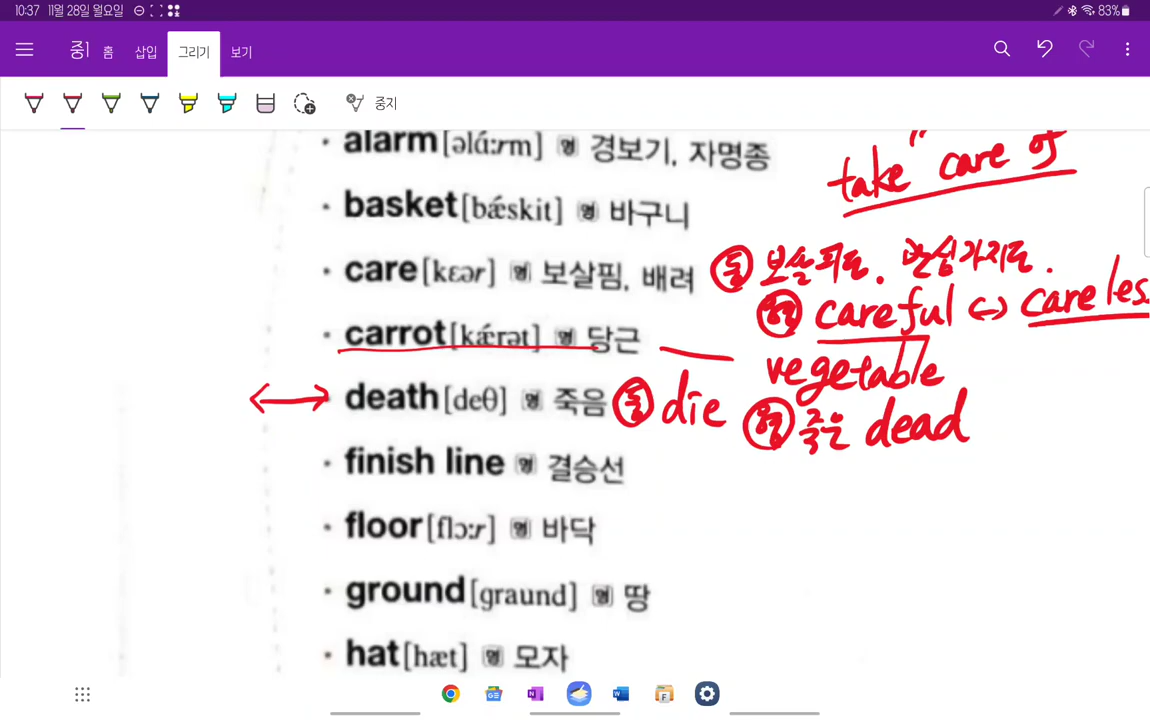 10:37 11월 28일 월요일
83%
중1 홈 삽입 그리기 보기
중지
take care of
· alarm[əlάːrm] 명 경보기, 자명종
· basket[bǽskit] 명 바구니
· care[kɛər] 명 보살핌, 배려 동 보살피다, 관심가지다.
형 careful ↔ careles
· carrot[kǽrət] 명 당근
vegetable
↔ death[deθ] 명 죽음 동 die 형 죽은 dead
· finish line 명 결승선
· floor[flɔːr] 명 바닥
· ground[graund] 명 땅
· hat[hæt] 명 모자